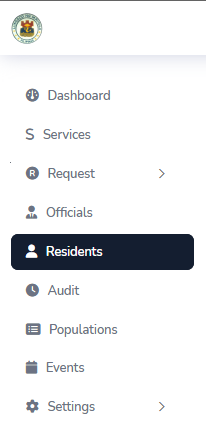 Dashboard
S Services
R Request
Officials
Residents
Audit
Populations
Events
Settings